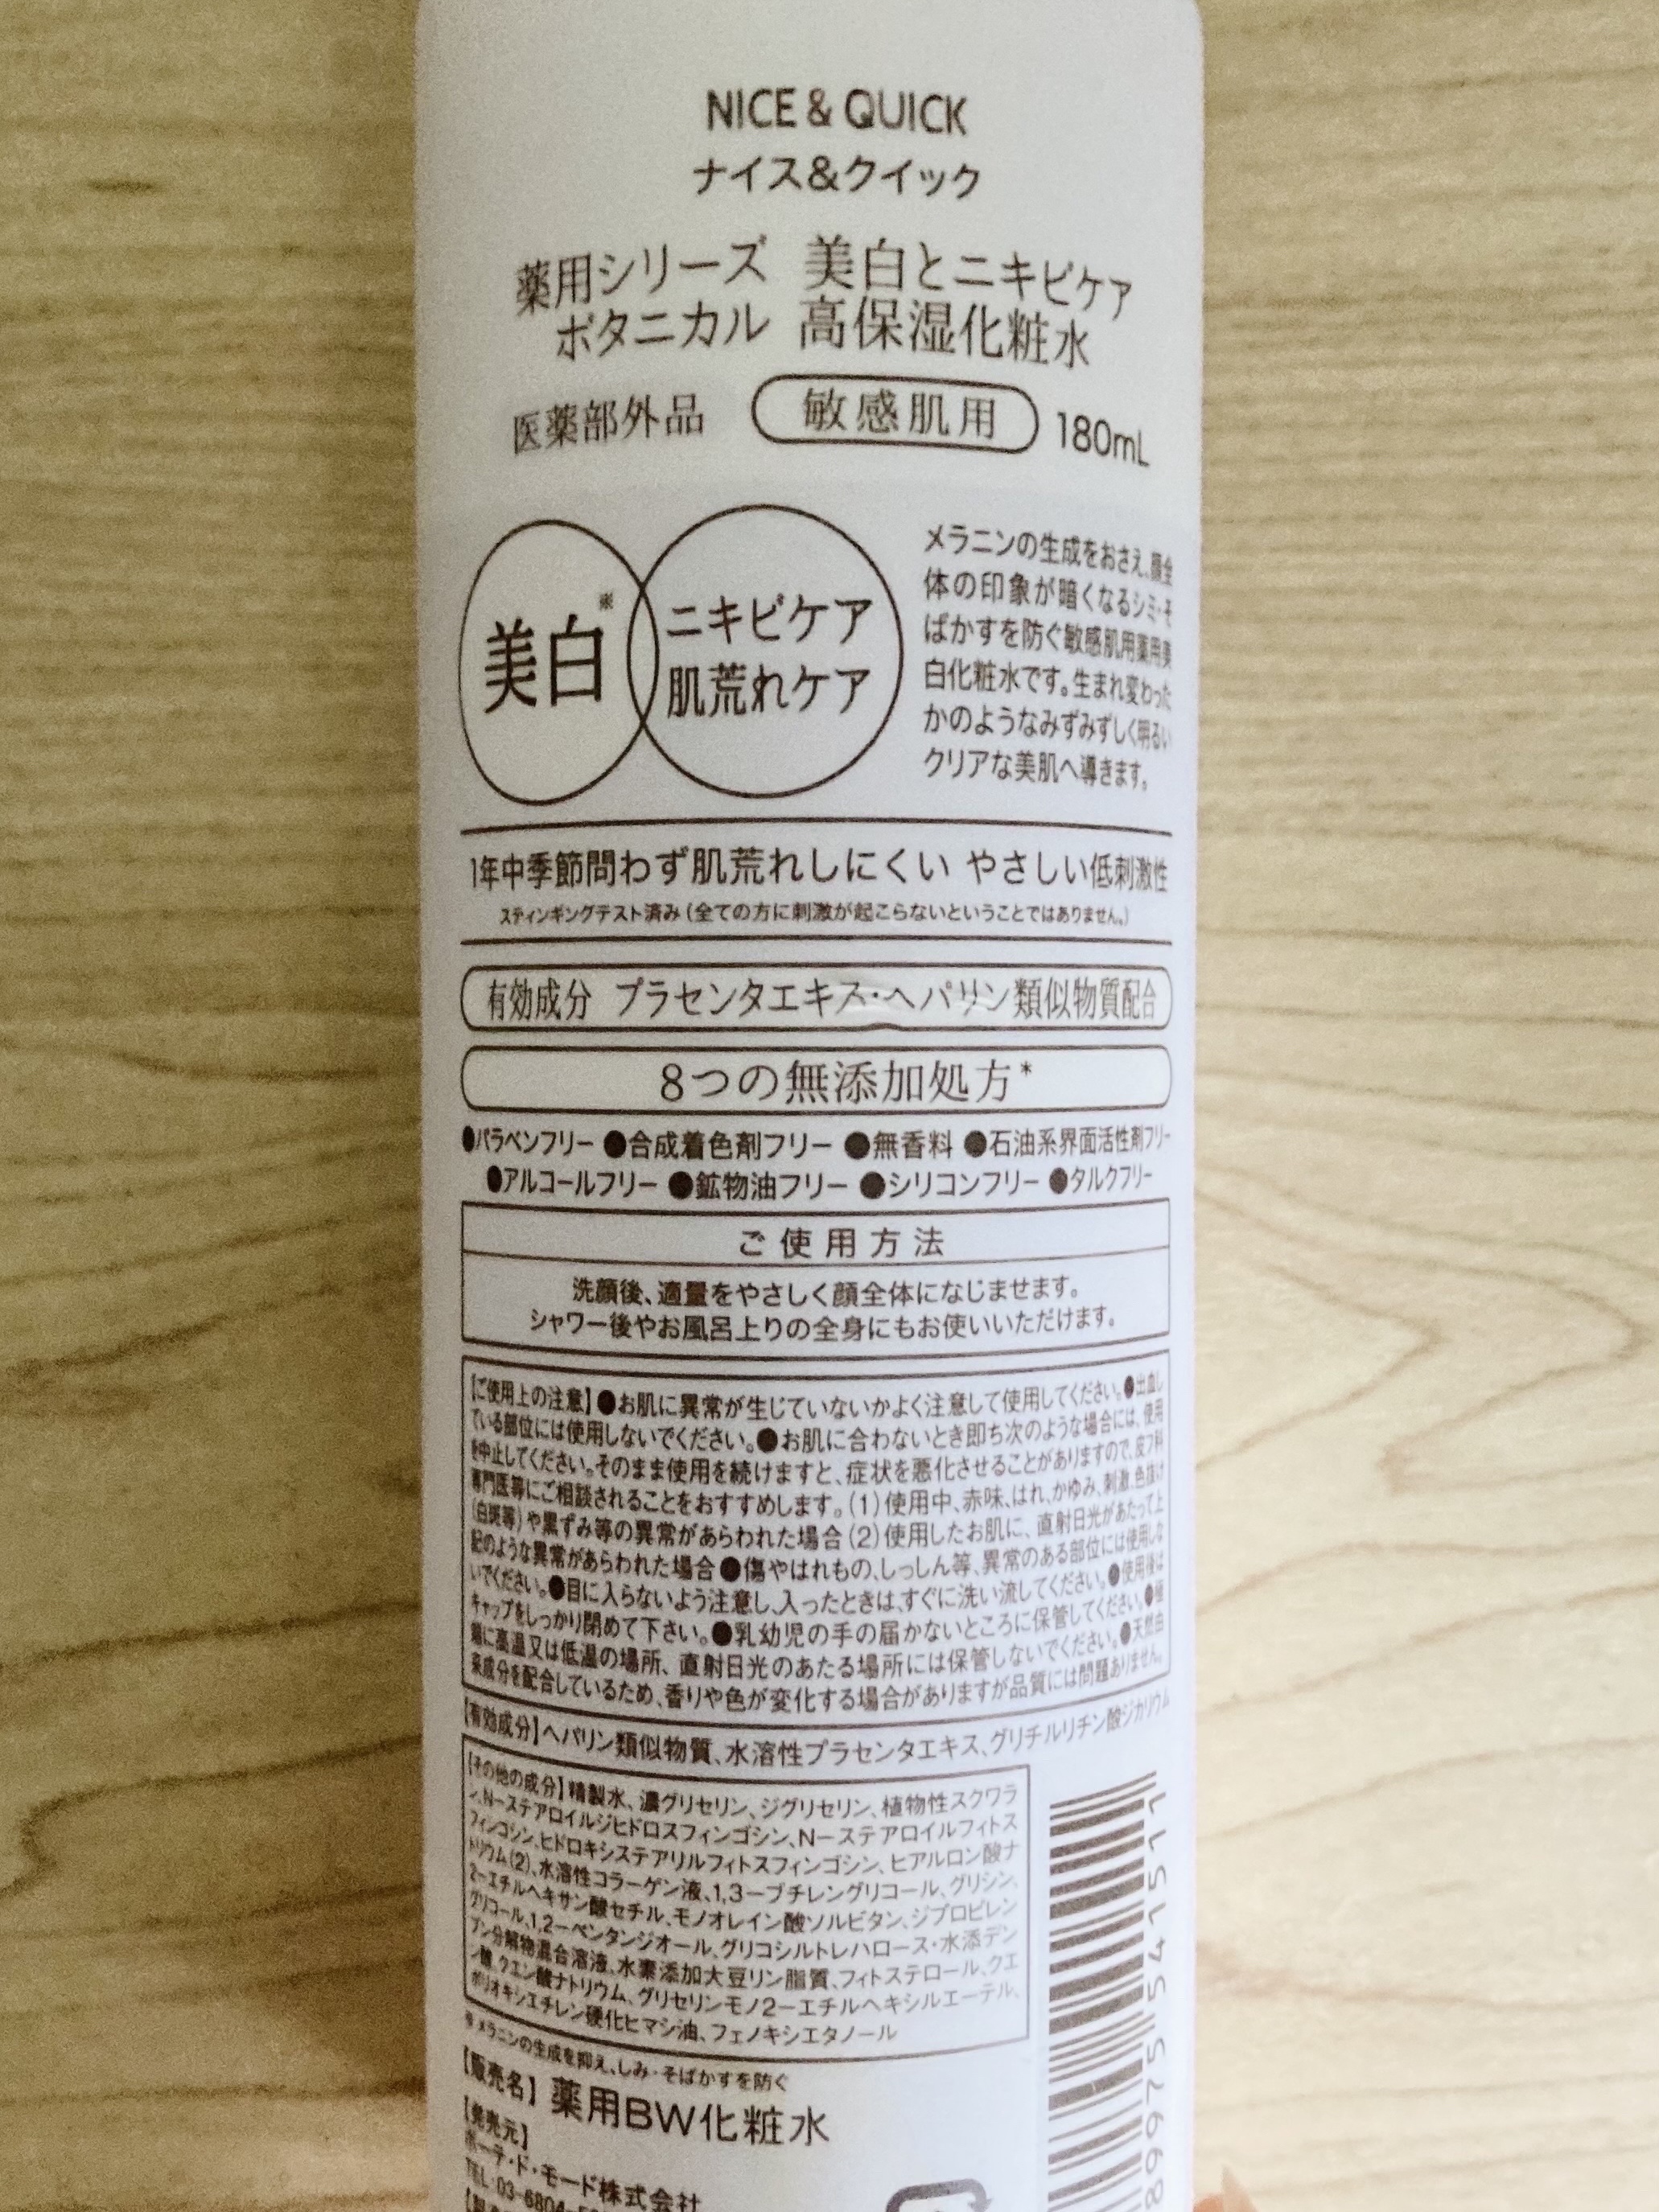 NICE & QUICK
ナイス&クイック
薬用シリーズ 美白とニキビケア
ボタニカル 高保湿化粧水
医薬部外品 敏感肌用 180mL
美白※
ニキビケア
肌荒れケア
メラニンの生成をおさえ、顔全
体の印象が暗くなるシミ・そ
ばかすを防ぐ敏感肌用薬用美
白化粧水です。生まれ変わった
かのようなみずみずしく明るい
クリアな美肌へ導きます。
1年中季節問わず肌荒れしにくい やさしい低刺激性
スティンギングテスト済み(全ての方に刺激が起こらないということではありません。)
有効成分 プラセンタエキス・ヘパリン類似物質配合
8つの無添加処方*
●パラベンフリー ●合成着色剤フリー ●無香料 ●石油系界面活性剤フリー
●アルコールフリー ●鉱物油フリー ●シリコンフリー ●タルクフリー
ご使用方法
洗顔後、適量をやさしく顔全体になじませます。
シャワー後やお風呂上りの全身にもお使いいただけます。
【ご使用上の注意】●お肌に異常が生じていないかよく注意して使用してください。●出血し
ている部位には使用しないでください。●お肌に合わないとき即ち次のような場合には、使用
を中止してください。そのまま使用を続けますと、症状を悪化させることがありますので、皮フ科
専門医等にご相談されることをおすすめします。(1)使用中、赤味、はれ、かゆみ、刺激、色抜け
(白斑等)や黒ずみ等の異常があらわれた場合(2)使用したお肌に、直射日光があたって上
記のような異常があらわれた場合●傷やはれもの、しっしん等、異常のある部位には使用しな
いでください。●目に入らないよう注意し、入ったときは、すぐに洗い流してください。●使用後は
キャップをしっかり閉めて下さい。●乳幼児の手の届かないところに保管してください。●極
端に高温又は低温の場所、直射日光のあたる場所には保管しないでください。●天然由
来成分を配合しているため、香りや色が変化する場合がありますが品質には問題ありません。
【有効成分】ヘパリン類似物質、水溶性プラセンタエキス、グリチルリチン酸ジカリウム
【その他の成分】精製水、濃グリセリン、ジグリセリン、植物性スクワラ
ン、N-ステアロイルジヒドロスフィンゴシン、N-ステアロイルフィトス
フィンゴシン、ヒドロキシステアリルフィトスフィンゴシン、ヒアルロン酸ナ
トリウム(2)、水溶性コラーゲン液、1,3-ブチレングリコール、グリシン、
2-エチルヘキサン酸セチル、モノオレイン酸ソルビタン、ジプロピレン
グリコール、1,2-ペンタンジオール、グリコシルトレハロース・水添デン
プン分解物混合溶液、水素添加大豆リン脂質、フィトステロール、クエ
ン酸、クエン酸ナトリウム、グリセリンモノ2-エチルヘキシルエーテル、
ポリオキシエチレン硬化ヒマシ油、フェノキシエタノール
※メラニンの生成を抑え、しみ・そばかすを防ぐ
【販売名】薬用BW化粧水
【発売元】
ボーテ・ド・モード株式会社
TEL:03-6804-